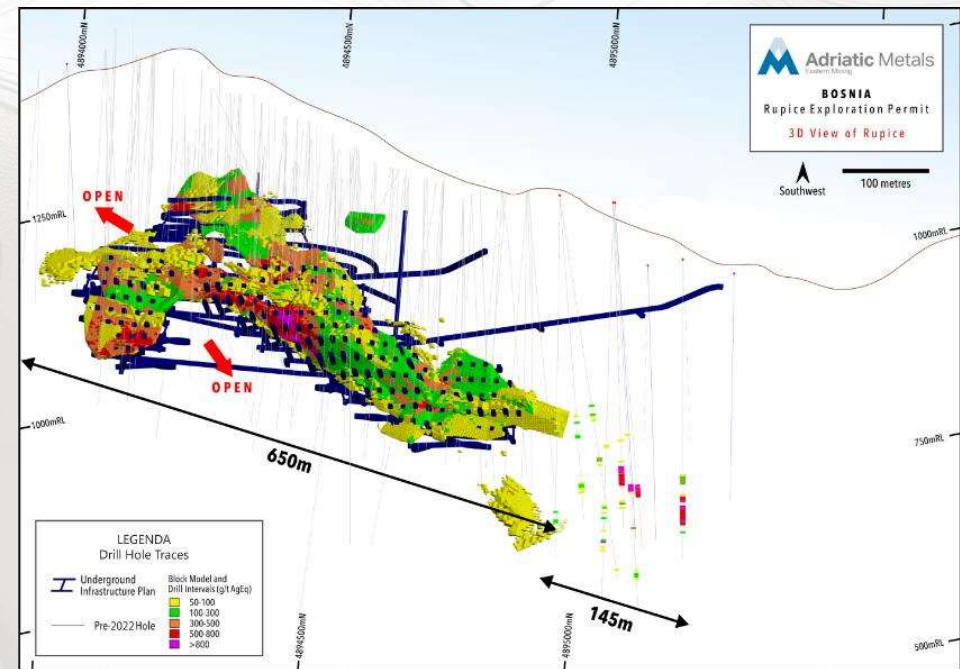 4894000mN
4894500mN
4895000mN
Adriatic Metals
Eastern Mining
BOSNIA
Rupice Exploration Permit
3D View of Rupice
Southwest
100 metres
OPEN
1250mRL
1000mRL
OPEN
1000mRL
750mRL
650m
LEGENDA
Drill Hole Traces
Underground
Infrastructure Plan
Pre-2022 Hole
Block Model and
Drill Intervals (g/t AgEq)
50-100
100-300
300-500
500-800
>800
145m
4894500mN
4895000mN
500mRL